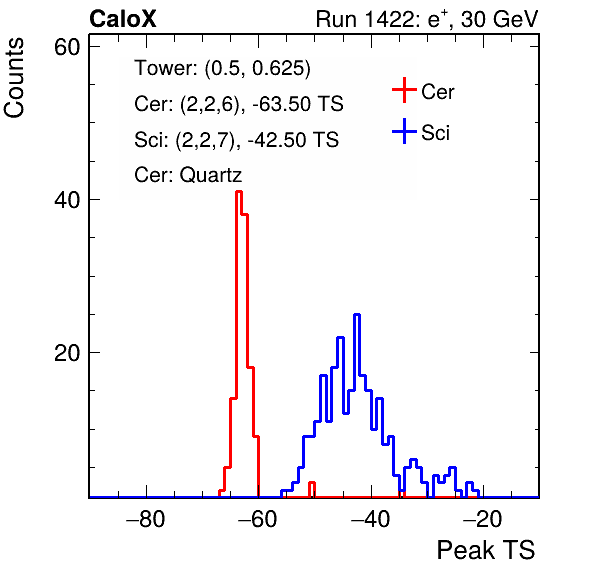 CaloX Run 1422: e⁺, 30 GeV
Counts
60
40
20
Tower: (0.5, 0.625)
Cer: (2,2,6), -63.50 TS
Sci: (2,2,7), -42.50 TS
Cer: Quartz
Cer
Sci
−80 −60 −40 −20
Peak TS